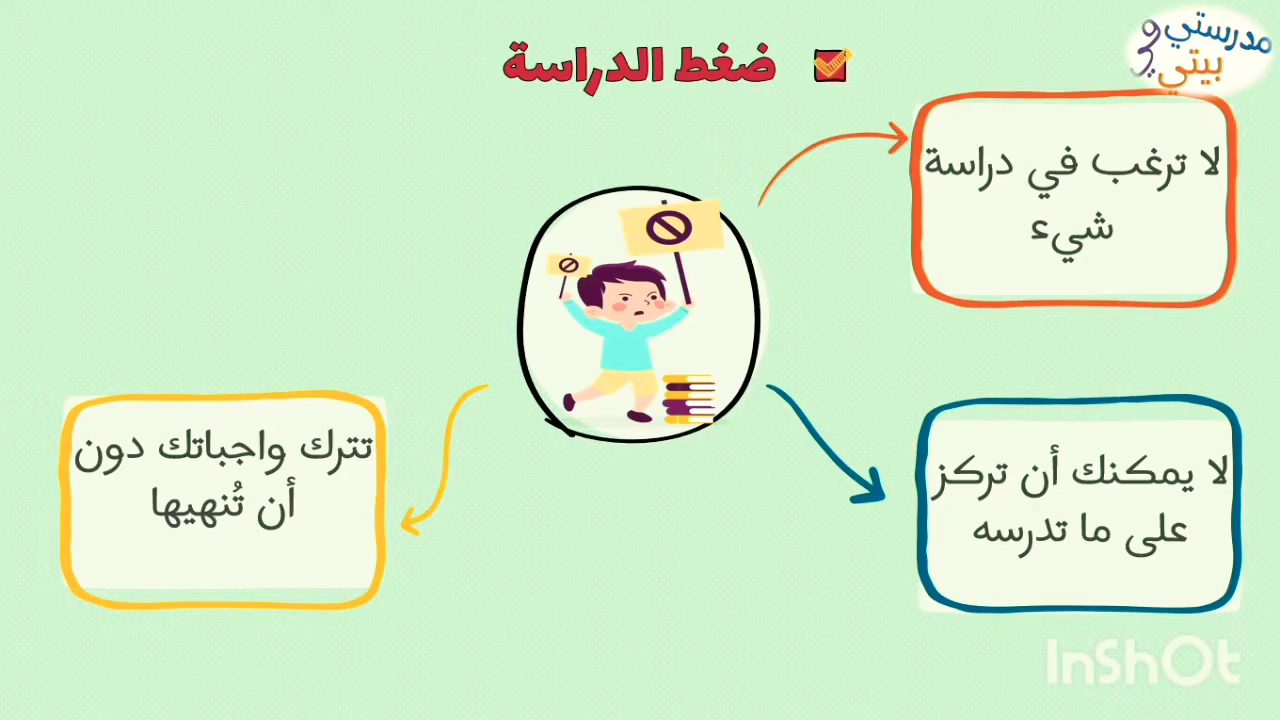 مدرستي في
بيتي
ضغط الدراسة
لا ترغب في دراسة
شيء
لا يمكنك أن تركز
على ما تدرسه
تترك واجباتك دون
أن تُنهيها
InShOt